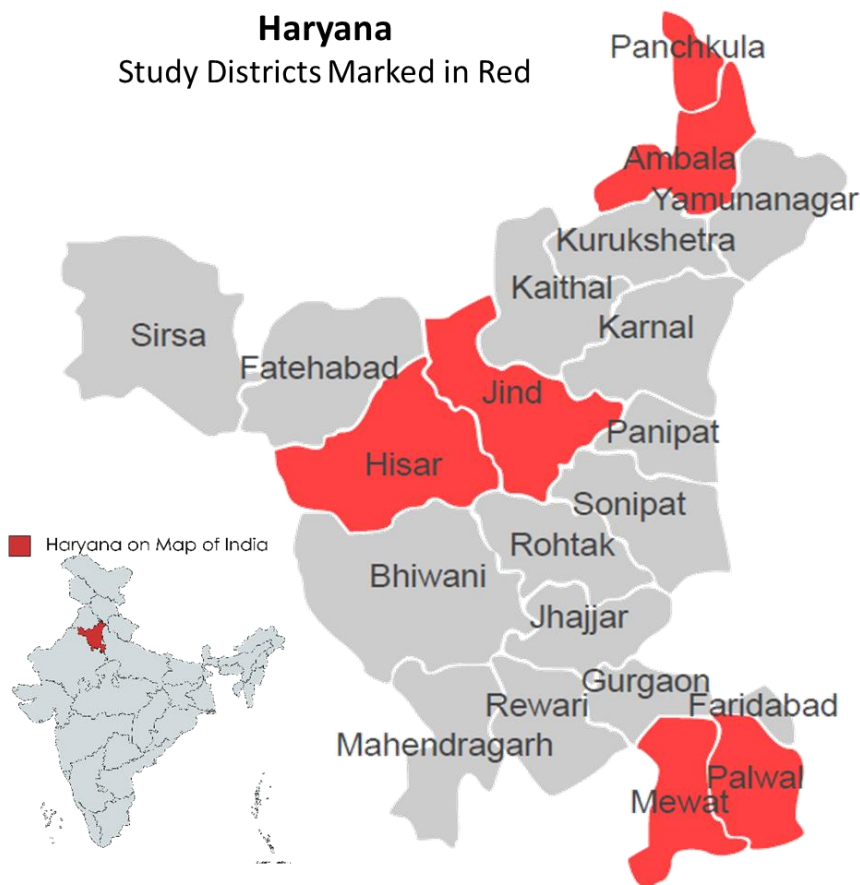 Haryana
Study Districts Marked in Red
Panchkula
Ambala
Yamunanagar
Kurukshetra
Kaithal
Karnal
Sirsa
Fatehabad
Jind
Panipat
Hisar
Sonipat
Haryana on Map of India
Rohtak
Bhiwani
Jhajjar
Gurgaon
Rewari
Faridabad
Mahendragarh
Palwal
Mewat